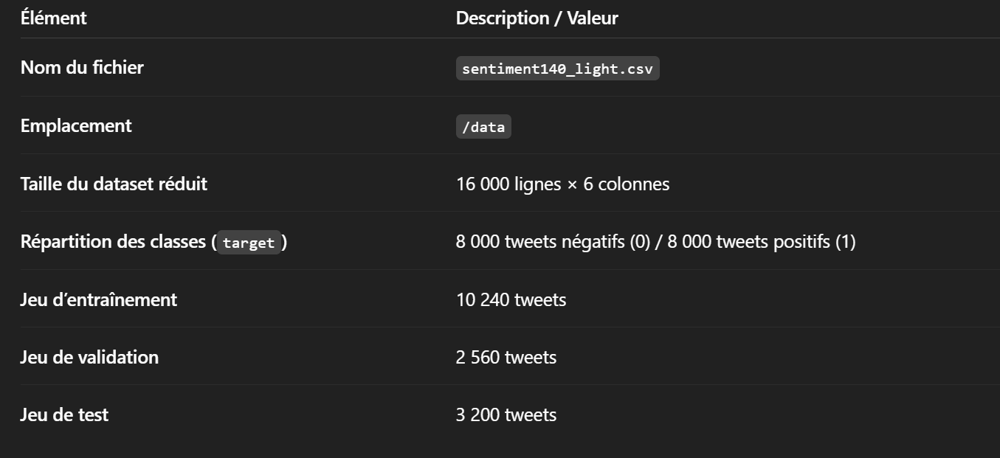 Élément Description / Valeur
Nom du fichier sentiment140_light.csv
Emplacement /data
Taille du dataset réduit 16 000 lignes × 6 colonnes
Répartition des classes (target) 8 000 tweets négatifs (0) / 8 000 tweets positifs (1)
Jeu d’entraînement 10 240 tweets
Jeu de validation 2 560 tweets
Jeu de test 3 200 tweets